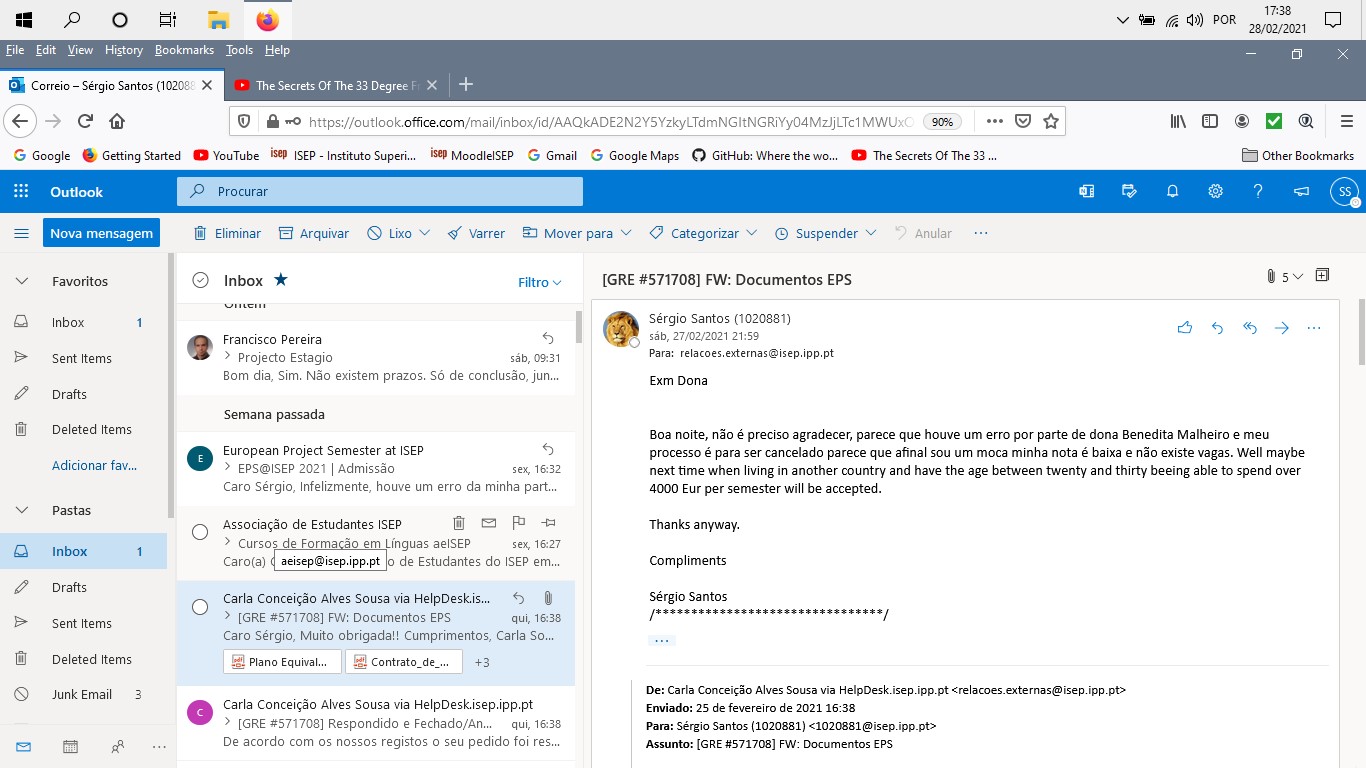 POR
17:38
28/02/2021
File Edit View History Bookmarks Tools Help
Correio – Sérgio Santos (102088
The Secrets Of The 33 Degree F
https://outlook.office.com/mail/inbox/id/AAQkADE2N2Y5YzkyLTdmNGItNGRiYy04MzJjLTc1MWUxO
90%
Google Getting Started YouTube ISEP - Instituto Superi... MoodleISEP Gmail Google Maps GitHub: Where the wo... The Secrets Of The 33 ... Other Bookmarks
Outlook
Procurar
SS
Nova mensagem
Eliminar Arquivar Lixo Varrer Mover para Categorizar Suspender Anular
Favoritos
Inbox 1
Sent Items
Drafts
Deleted Items
Adicionar fav...
Pastas
Inbox 1
Drafts
Sent Items
Deleted Items
Junk Email 3
Inbox
Filtro
Ontem
Francisco Pereira
Projecto Estagio sáb, 09:31
Bom dia, Sim. Não existem prazos. Só de conclusão, jun...
Semana passada
E
European Project Semester at ISEP
EPS@ISEP 2021 | Admissão sex, 16:32
Caro Sérgio, Infelizmente, houve um erro da minha part...
Associação de Estudantes ISEP
Cursos de Formação em Línguas aeISEP sex, 16:27
Caro(a) o de Estudantes do ISEP em...
aeisep@isep.ipp.pt
Carla Conceição Alves Sousa via HelpDesk.is...
[GRE #571708] FW: Documentos EPS qui, 16:38
Caro Sérgio, Muito obrigada!! Cumprimentos, Carla So...
Plano Equival... Contrato_de_... +3
C
Carla Conceição Alves Sousa via HelpDesk.isep.ipp.pt
[GRE #571708] Respondido e Fechado/An... qui, 16:38
De acordo com os nossos registos o seu pedido foi res...
[GRE #571708] FW: Documentos EPS
5
Sérgio Santos (1020881)
sáb, 27/02/2021 21:59
Para: relacoes.externas@isep.ipp.pt
Exm Dona
Boa noite, não é preciso agradecer, parece que houve um erro por parte de dona Benedita Malheiro e meu
processo é para ser cancelado parece que afinal sou um moca minha nota é baixa e não existe vagas. Well maybe
next time when living in another country and have the age between twenty and thirty beeing able to spend over
4000 Eur per semester will be accepted.
Thanks anyway.
Compliments
Sérgio Santos
/********************************/
...
De: Carla Conceição Alves Sousa via HelpDesk.isep.ipp.pt <relacoes.externas@isep.ipp.pt>
Enviado: 25 de fevereiro de 2021 16:38
Para: Sérgio Santos (1020881) <1020881@isep.ipp.pt>
Assunto: [GRE #571708] FW: Documentos EPS